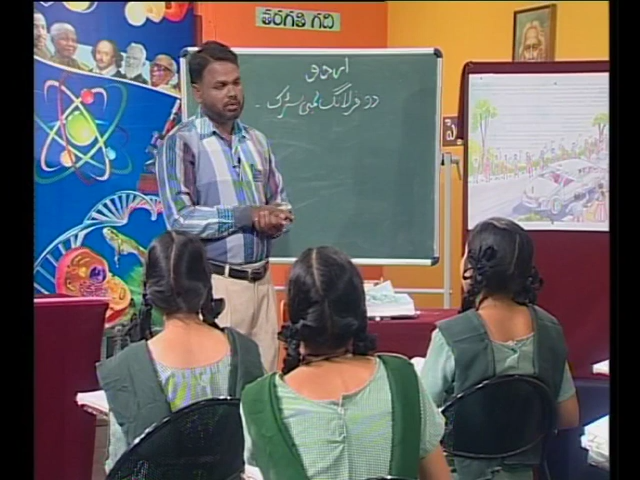 తరగతి గది
اردو
دو فرلانگ لمبی سڑک ۔